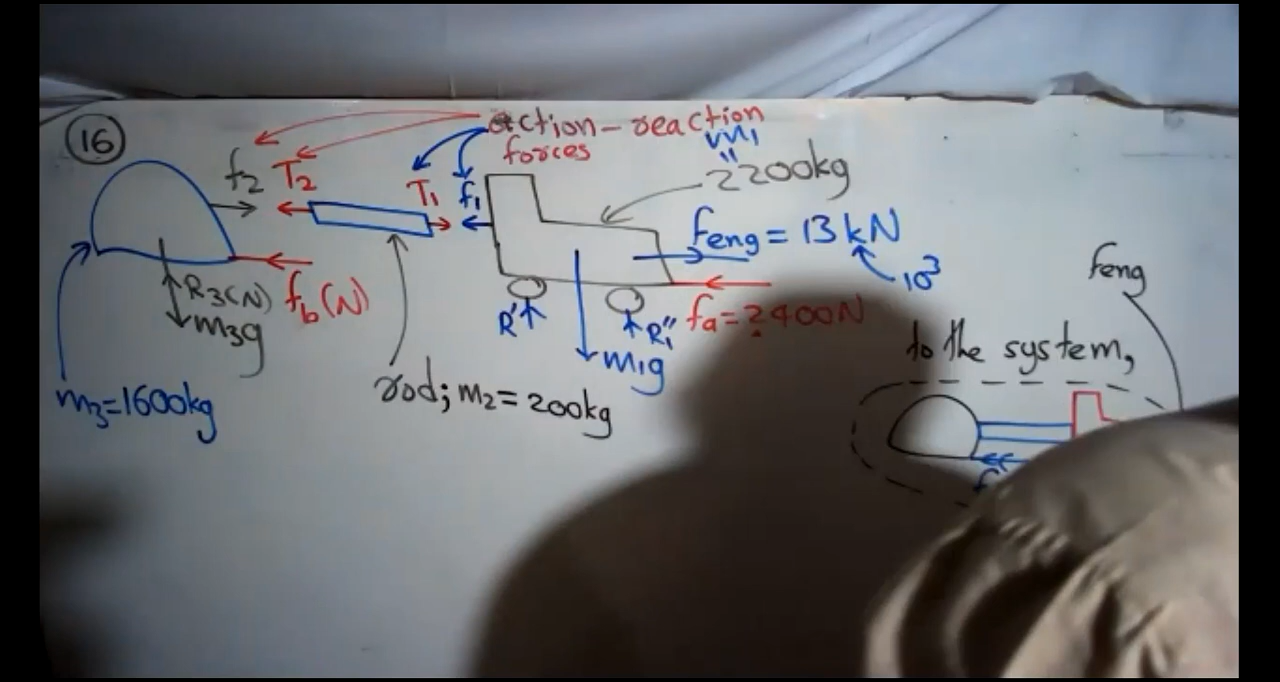 16
action-reaction
forces
m1
"
2200kg
f2 T2
T1 f1
feng = 13 kN
10³
feng
R3(N)
fb(N)
m3g
R'
R1"
fa=2400N
m1g
to the system,
m3=1600kg
rod; m2= 200kg